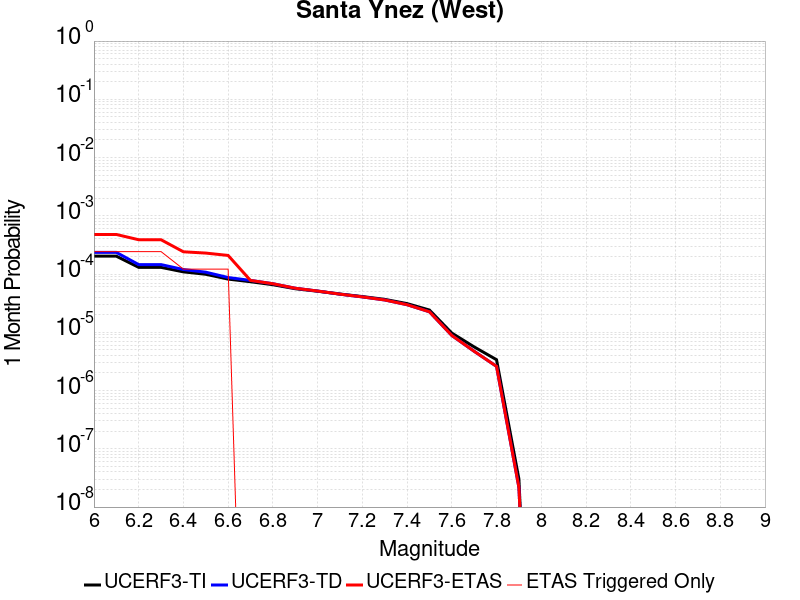 Santa Ynez (West)
10^0
10^-1
10^-2
10^-3
10^-4
10^-5
10^-6
10^-7
10^-8
1 Month Probability
6 6.2 6.4 6.6 6.8 7 7.2 7.4 7.6 7.8 8 8.2 8.4 8.6 8.8 9
Magnitude
UCERF3-TI UCERF3-TD UCERF3-ETAS ETAS Triggered Only